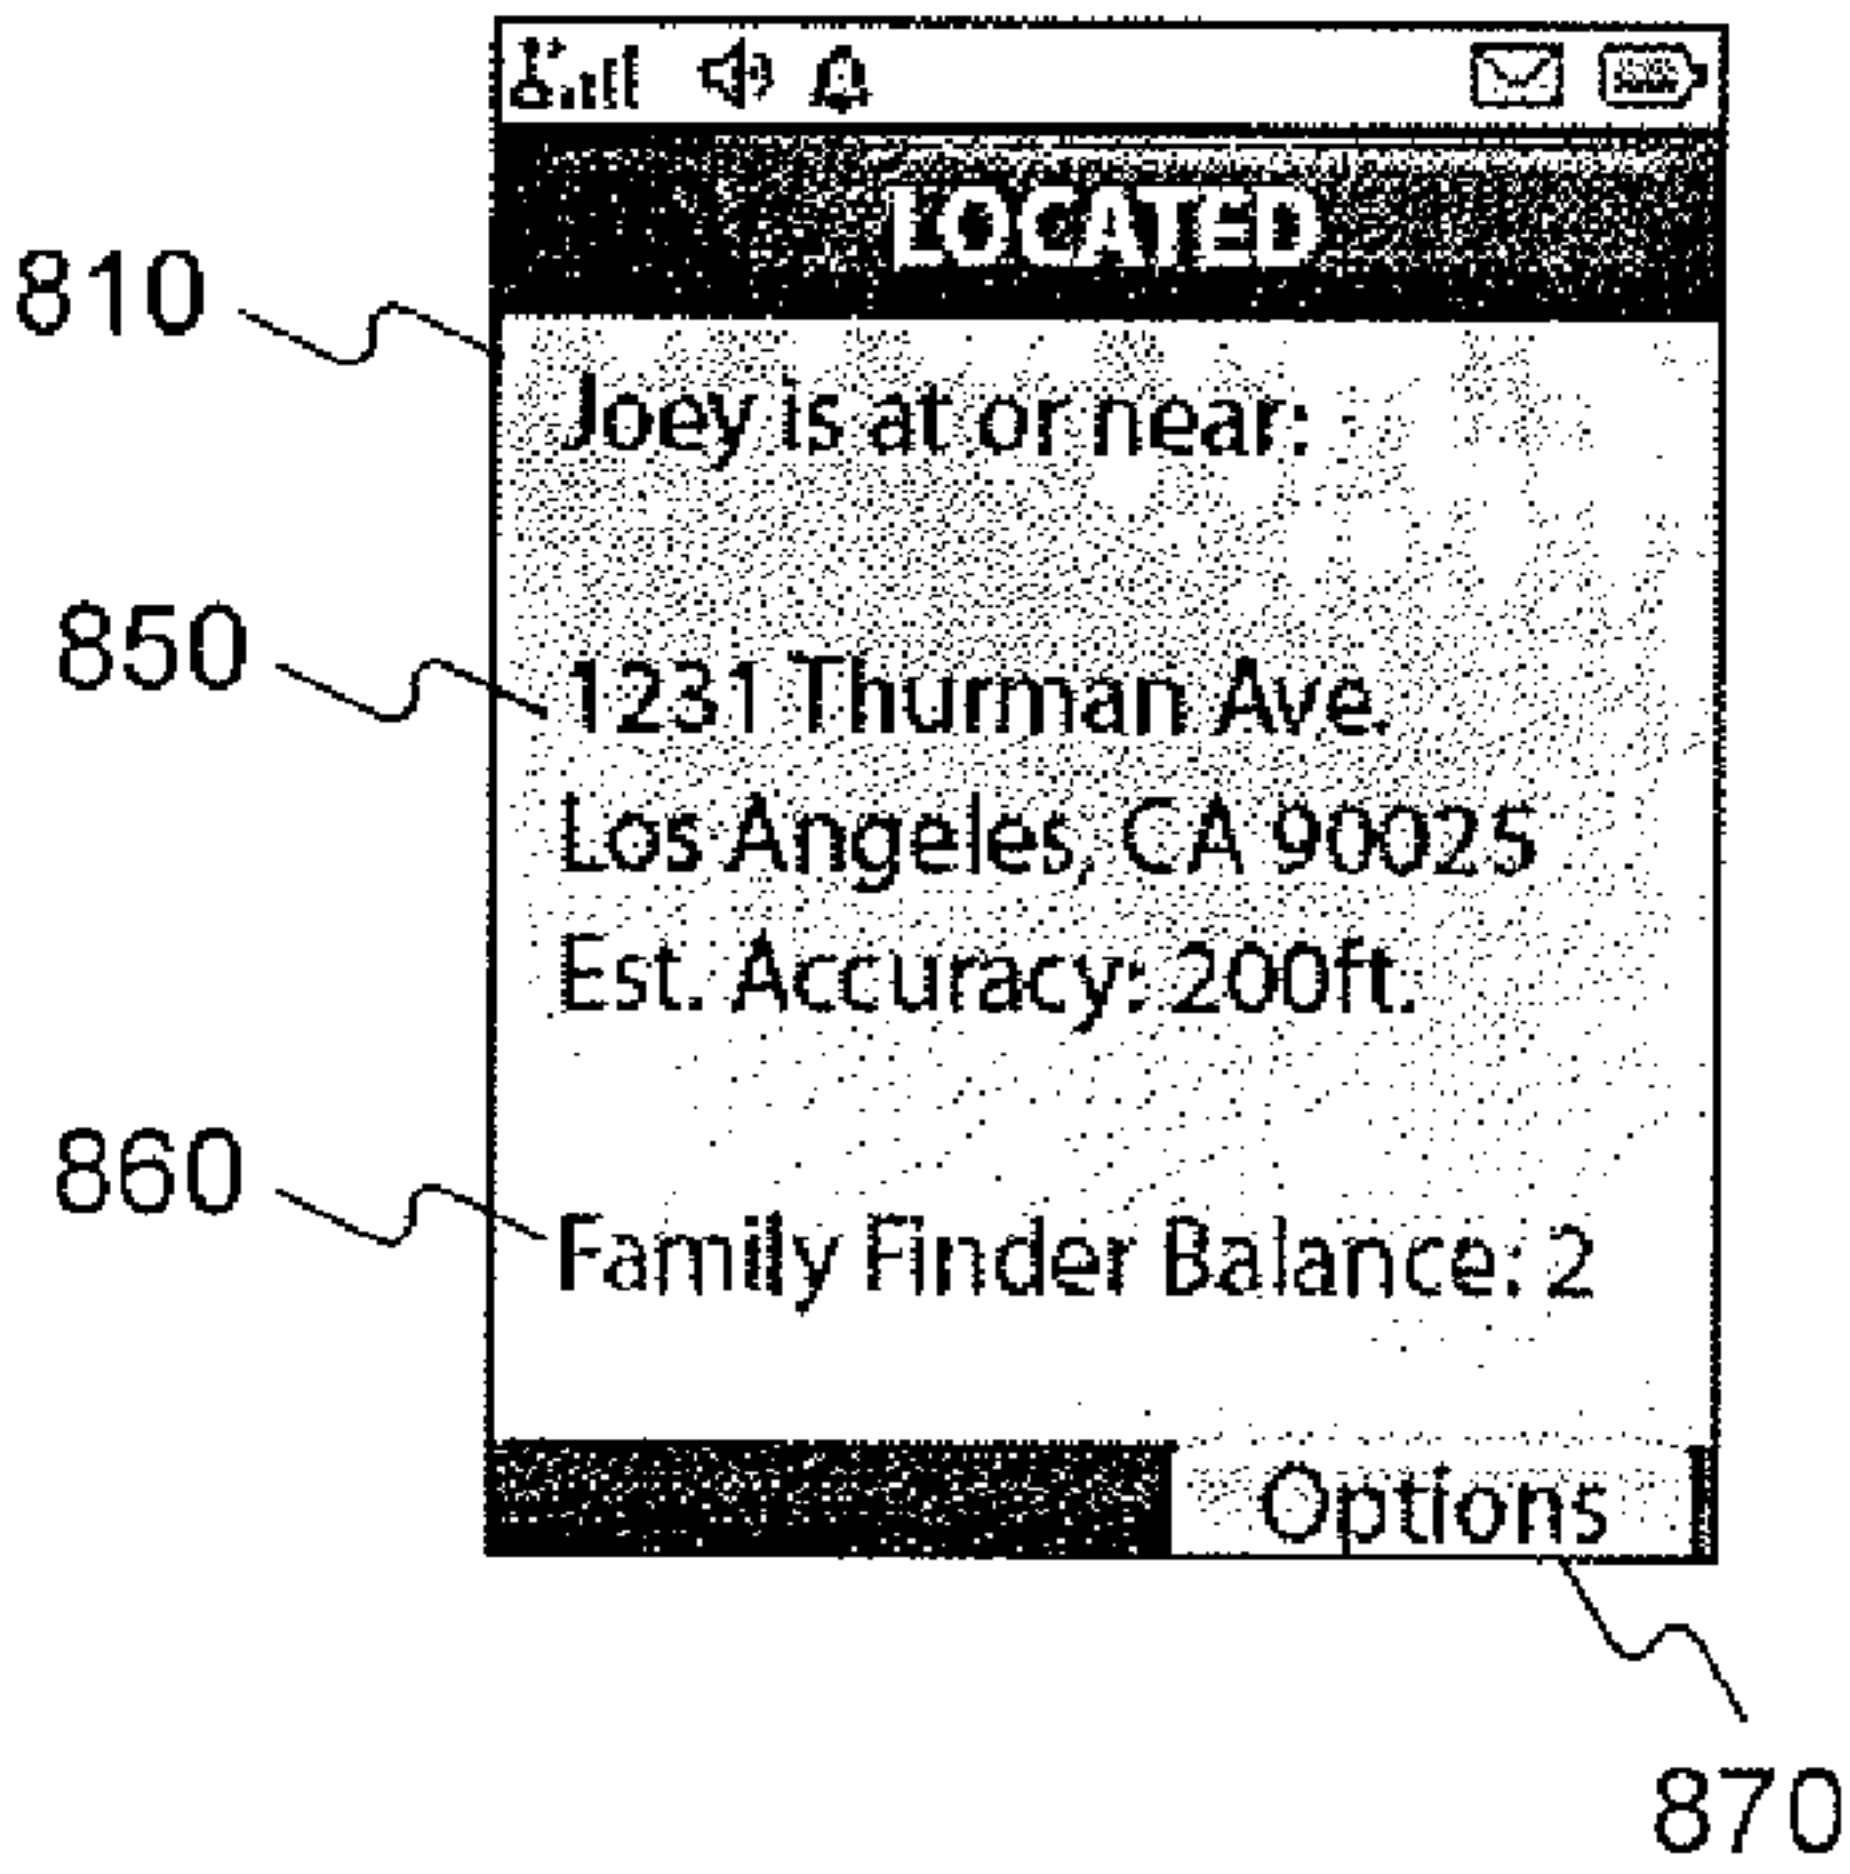 LOCATED
810
Joey is at or near:
850
1231 Thurman Ave.
Los Angeles, CA 90025
Est. Accuracy: 200ft.
860
Family Finder Balance: 2
Options
870